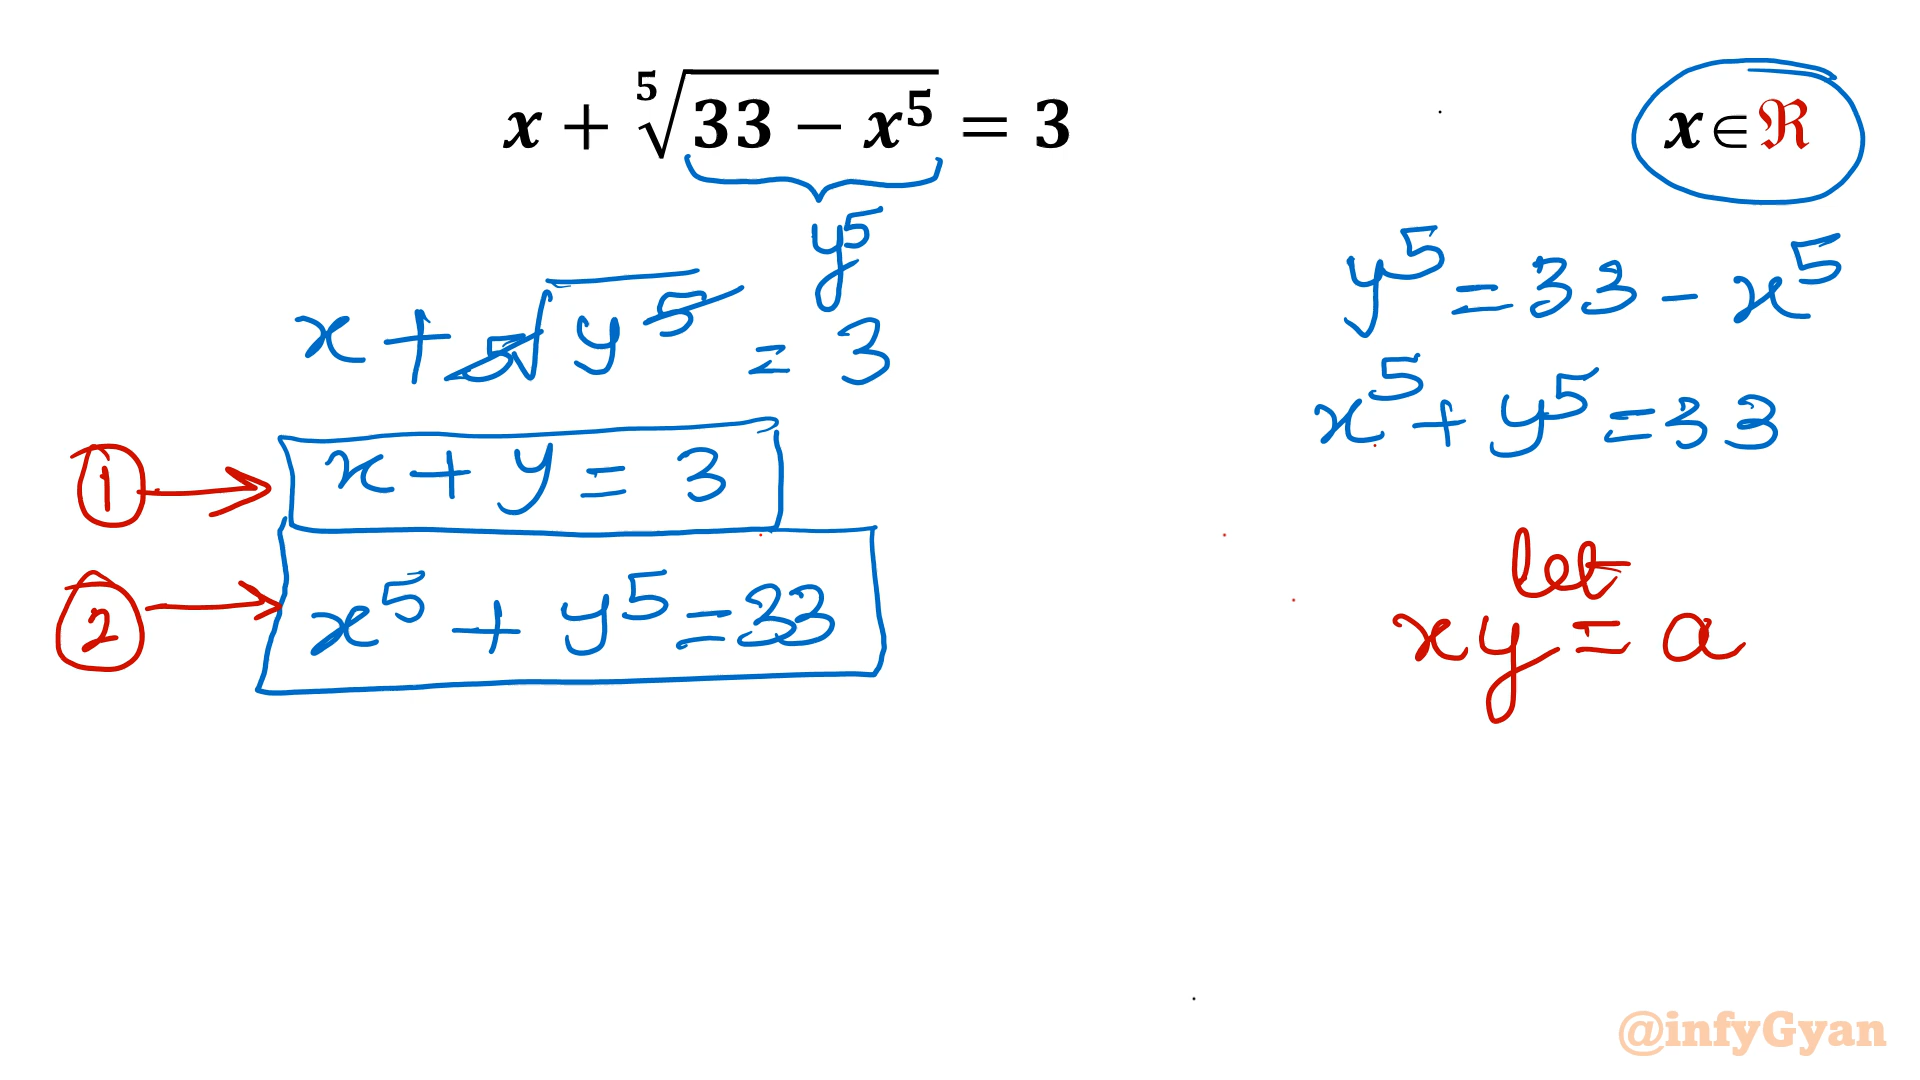 x + ⁵√(33 − x⁵) = 3
x∈ℜ
y⁵
x + ⁵√(y⁵) = 3
x + y = 3
x⁵ + y⁵ = 33
1
2
y⁵ = 33 − x⁵
x⁵ + y⁵ = 33
let
xy = a
@infyGyan